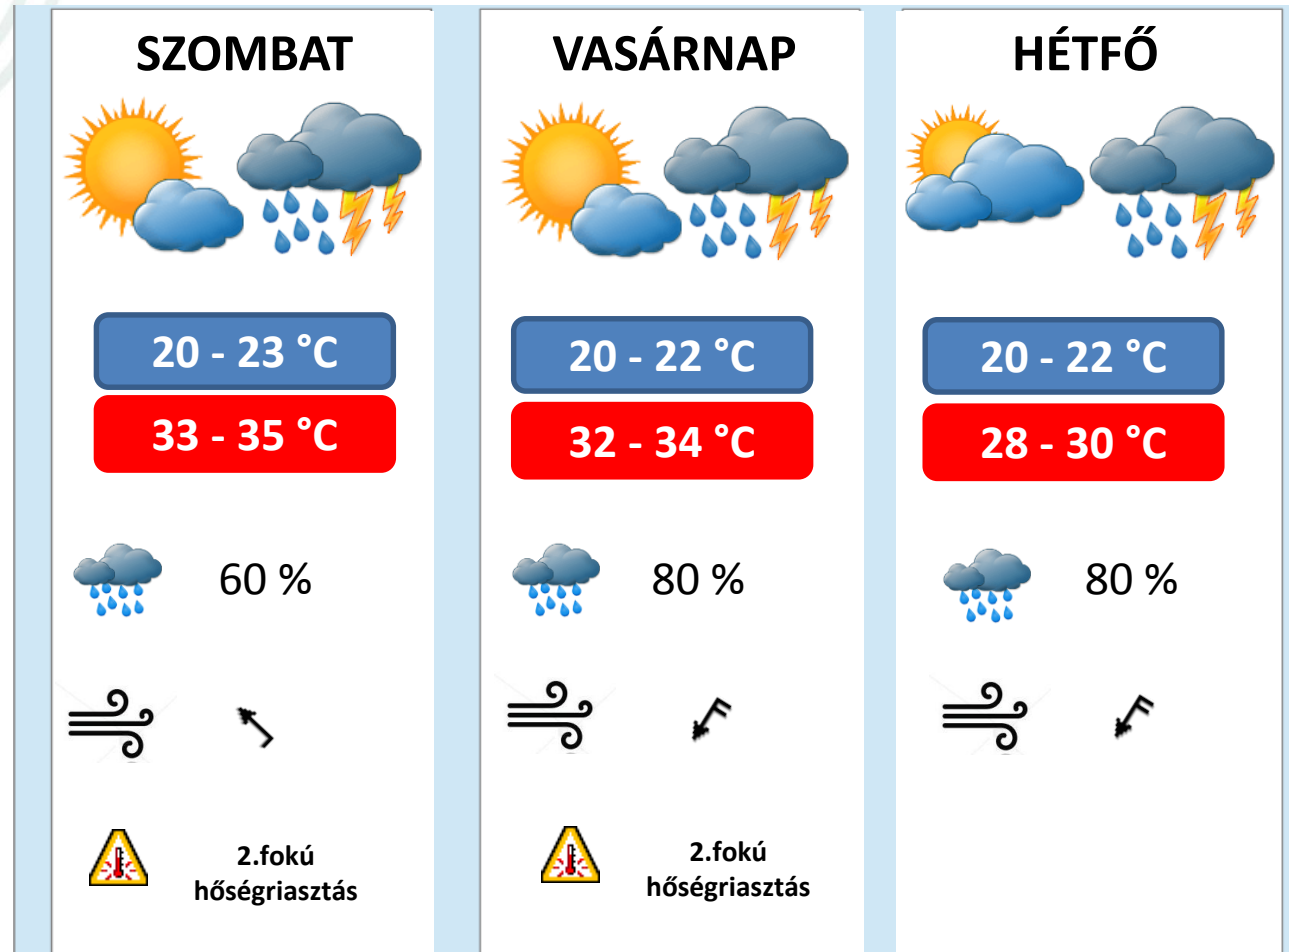 SZOMBAT
20 - 23 °C
33 - 35 °C
60 %
2.fokú
hőségriasztás
VASÁRNAP
20 - 22 °C
32 - 34 °C
80 %
2.fokú
hőségriasztás
HÉTFŐ
20 - 22 °C
28 - 30 °C
80 %